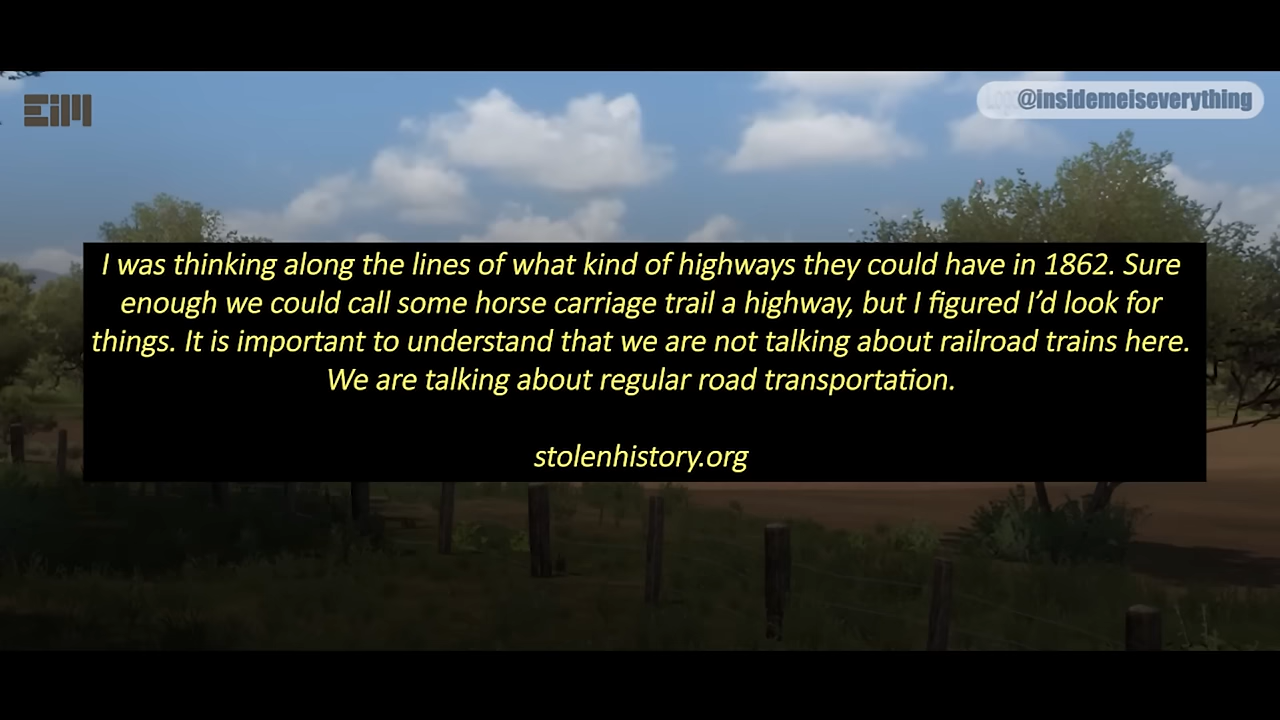 EiM
@insidemeiseverything
I was thinking along the lines of what kind of highways they could have in 1862. Sure
enough we could call some horse carriage trail a highway, but I figured I'd look for
things. It is important to understand that we are not talking about railroad trains here.
We are talking about regular road transportation.
stolenhistory.org